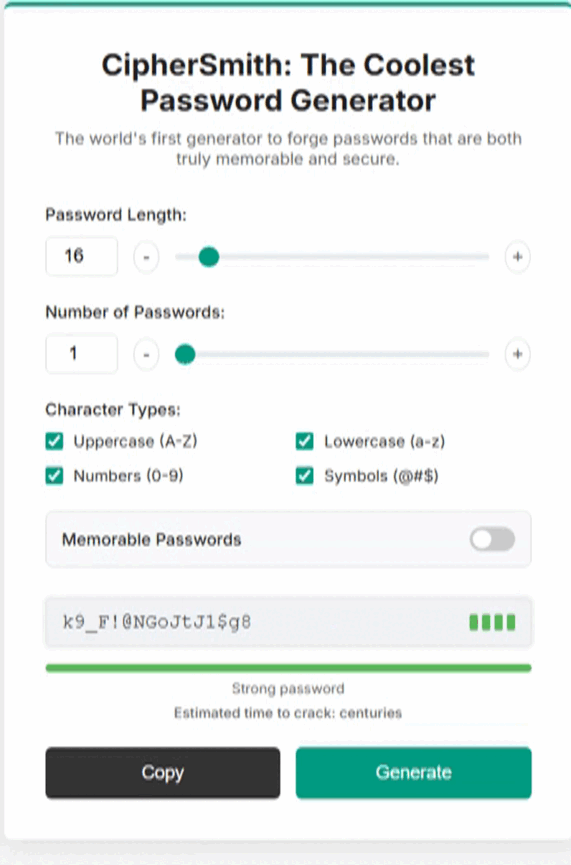 CipherSmith: The Coolest
Password Generator
The world's first generator to forge passwords that are both
truly memorable and secure.
Password Length:
16 - +
Number of Passwords:
1 - +
Character Types:
Uppercase (A-Z) Lowercase (a-z)
Numbers (0-9) Symbols (@#$)
Memorable Passwords
k9_F!@NGoJtJ1$g8
Strong password
Estimated time to crack: centuries
Copy Generate